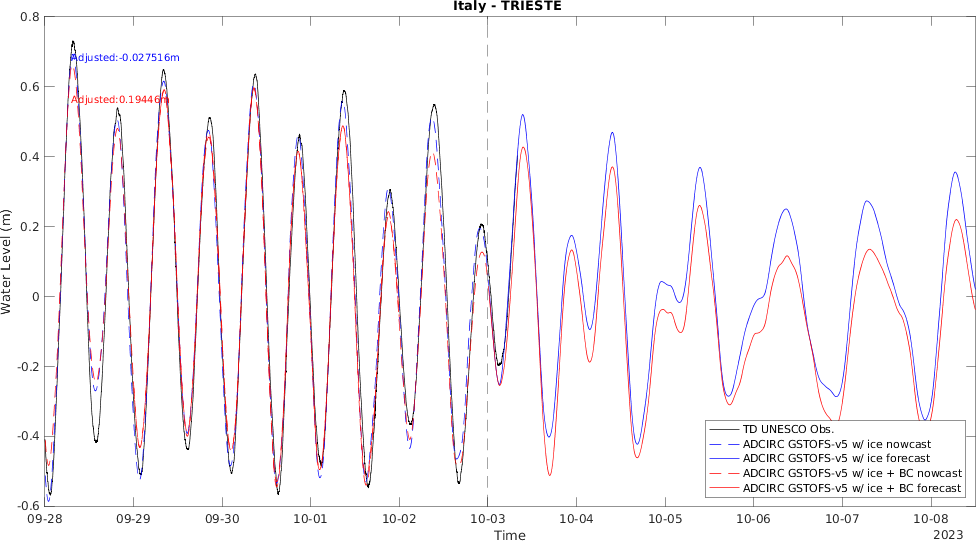 Italy - TRIESTE
0.8
0.6
0.4
0.2
0
-0.2
-0.4
-0.6
Water Level (m)
Adjusted:-0.027516m
Adjusted:0.19446m
TD UNESCO Obs.
ADCIRC GSTOFS-v5 w/ ice nowcast
ADCIRC GSTOFS-v5 w/ ice forecast
ADCIRC GSTOFS-v5 w/ ice + BC nowcast
ADCIRC GSTOFS-v5 w/ ice + BC forecast
09-28 09-29 09-30 10-01 10-02 10-03 10-04 10-05 10-06 10-07 10-08
Time
2023